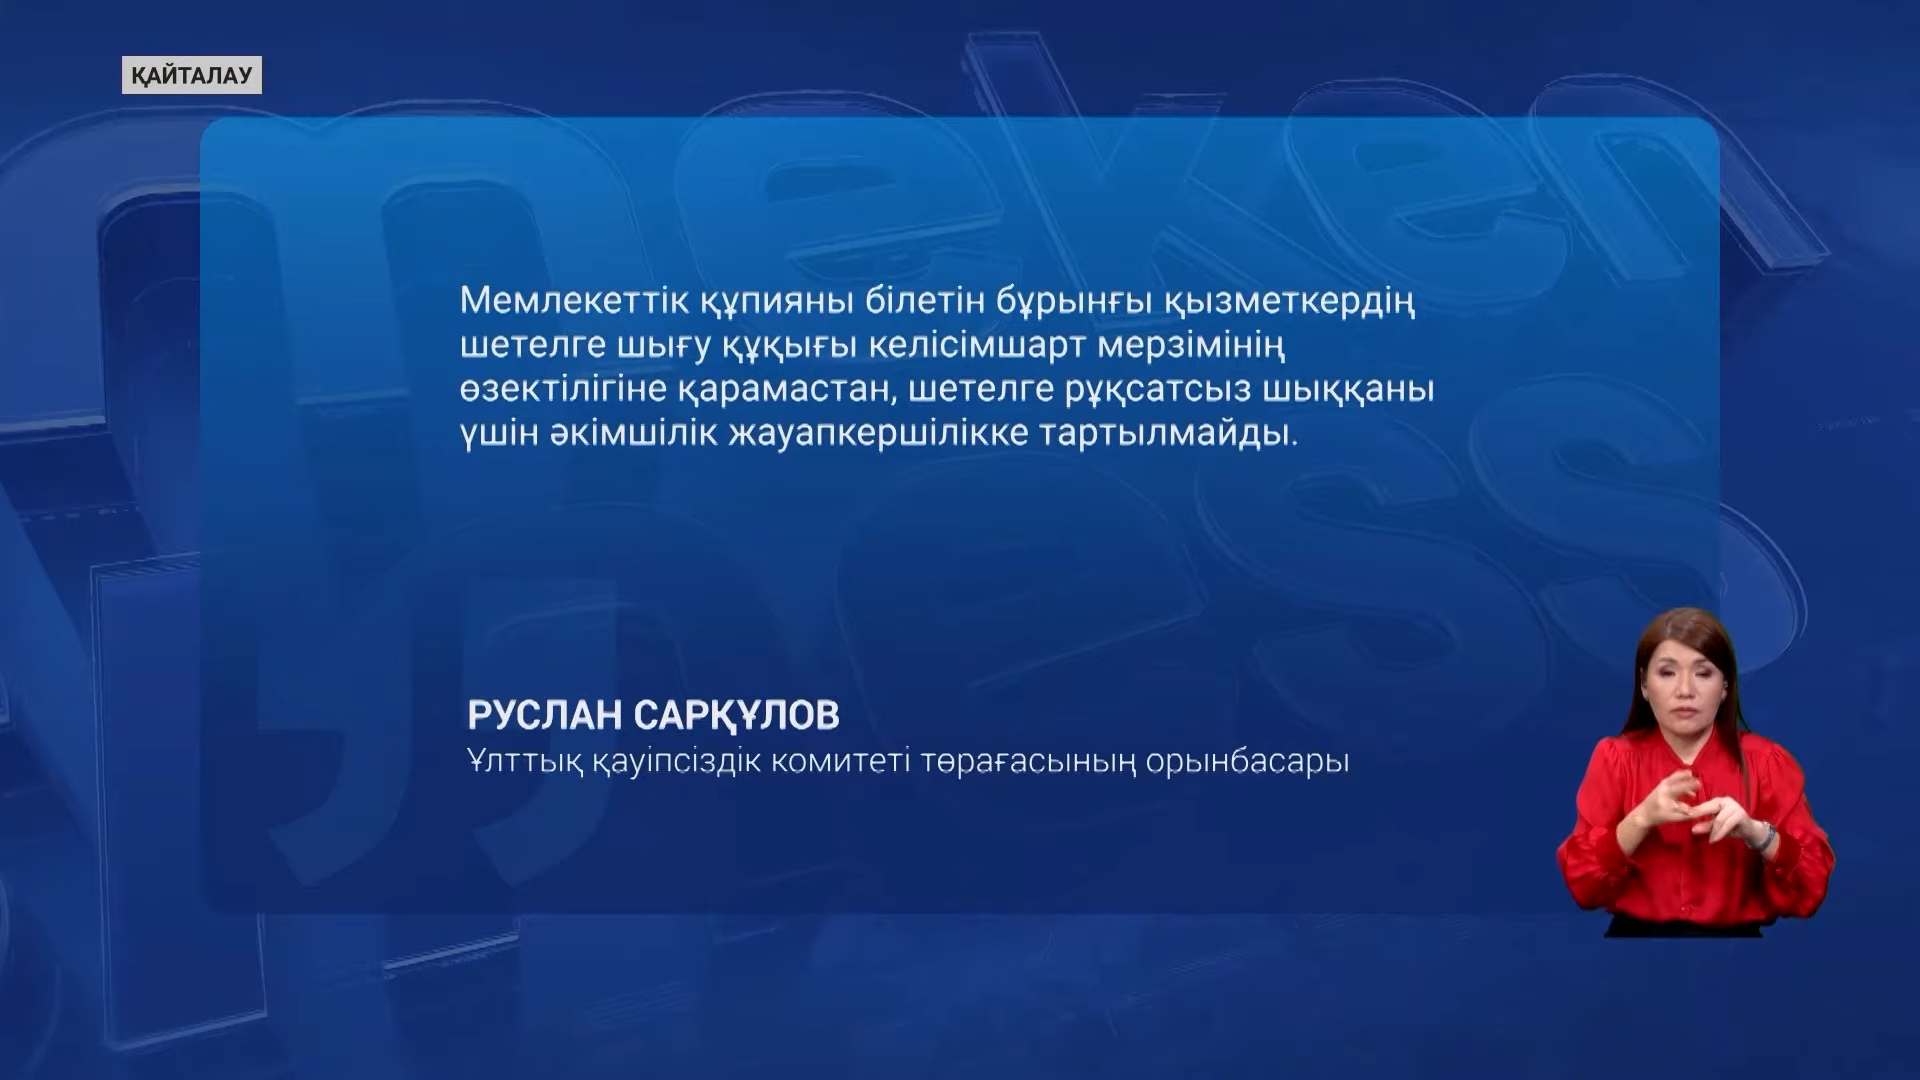 ҚАЙТАЛАУ
meken
Мемлекеттік құпияны білетін бұрынғы қызметкердің
шетелге шығу құқығы келісімшарт мерзімінің
өзектілігіне қарамастан, шетелге рұқсатсыз шыққаны
үшін әкімшілік жауапкершілікке тартылмайды.
РУСЛАН САРҚҰЛОВ
Ұлттық қауіпсіздік комитеті төрағасының орынбасары